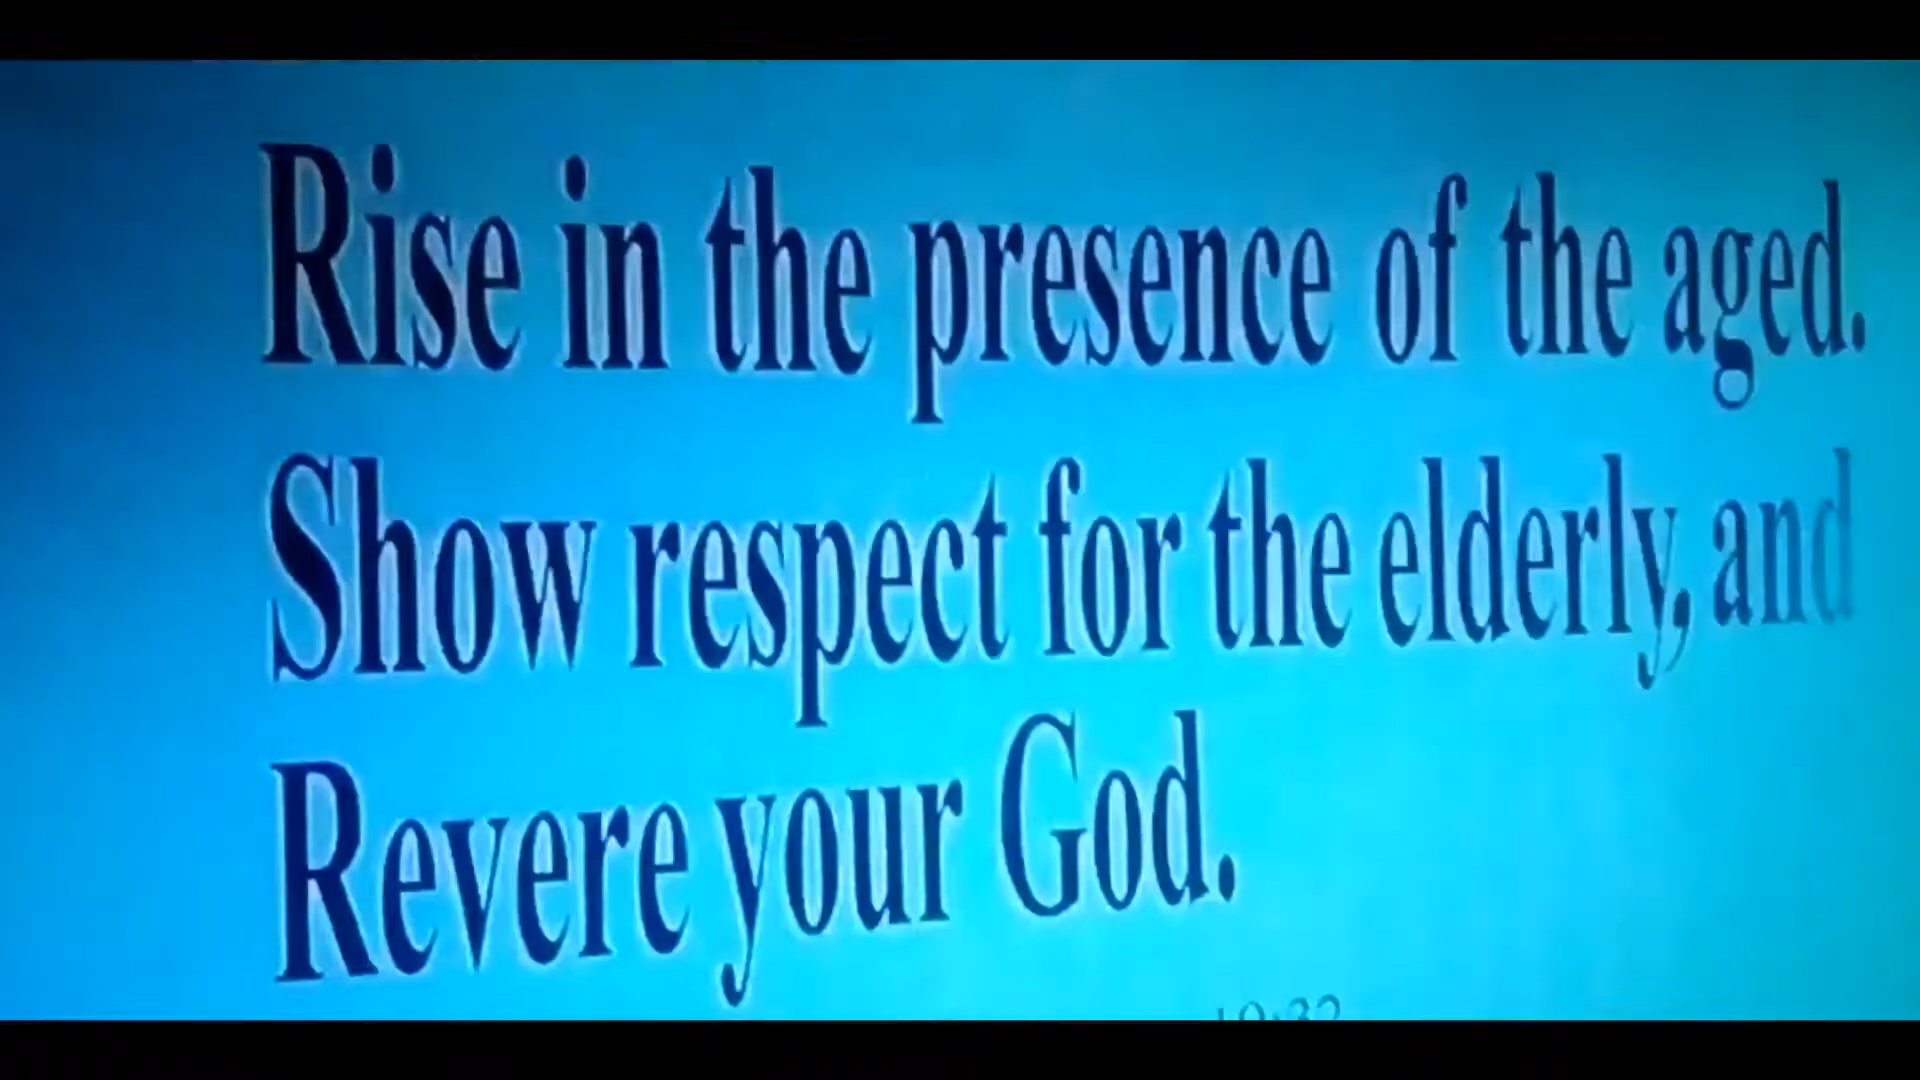 Rise in the presence of the aged.
Show respect for the elderly, and
Revere your God.